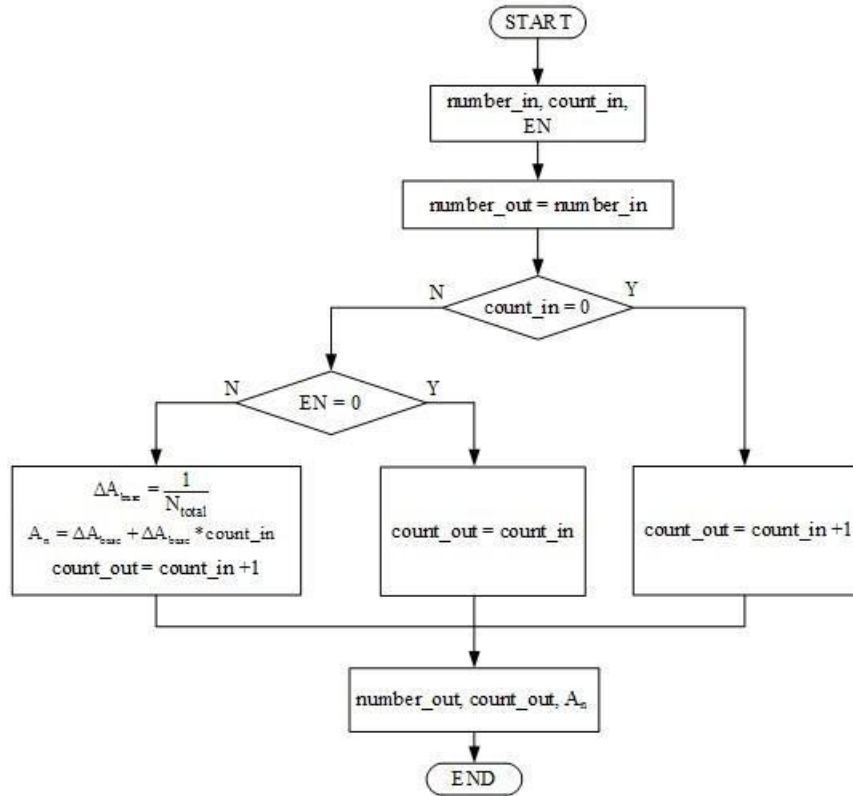 START
number_in, count_in,
EN
number_out = number_in
N
count_in = 0
Y
N
EN = 0
Y
ΔA_base = 1/N_total
A_n = ΔA_base + ΔA_base * count_in
count_out = count_in +1
count_out = count_in
count_out = count_in +1
number_out, count_out, A_n
END